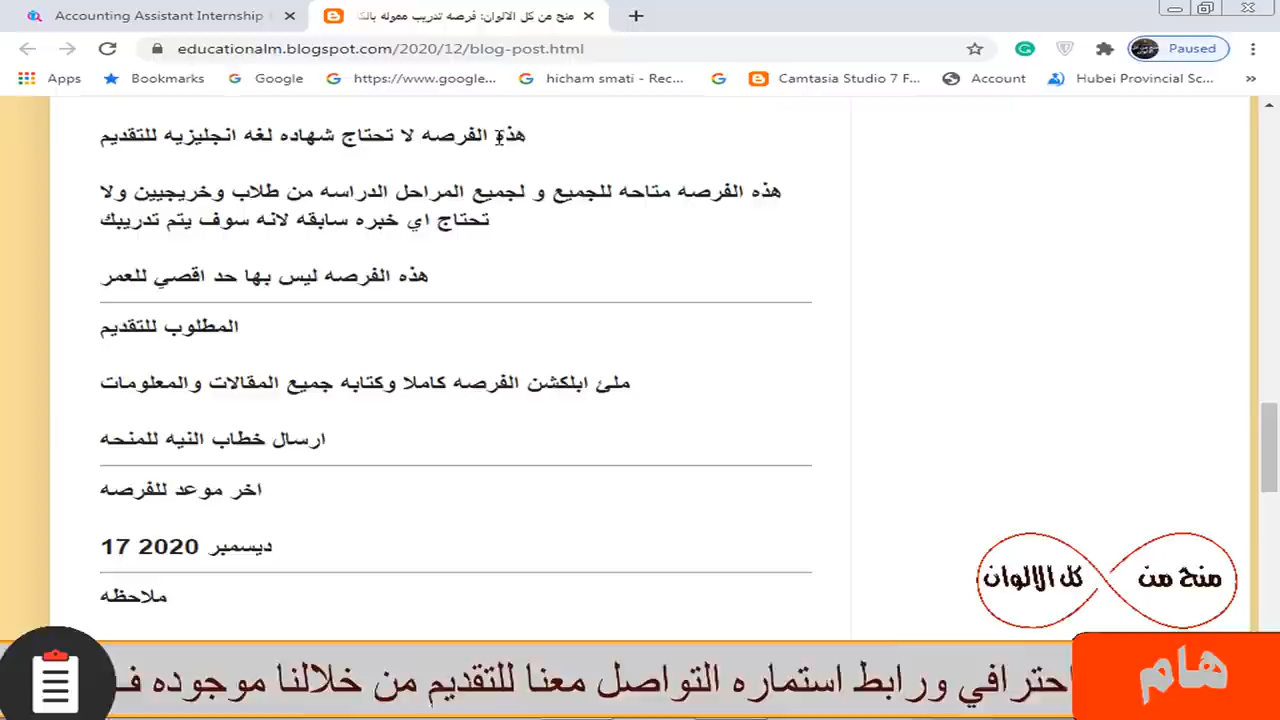 Accounting Assistant Internship
منح من كل الالوان: فرصه تدريب مموله بالك
educationalm.blogspot.com/2020/12/blog-post.html
Paused
Apps
Bookmarks
Google
https://www.google...
hicham smati - Rec...
Camtasia Studio 7 F...
Account
Hubei Provincial Sc...
»
هذه الفرصه لا تحتاج شهاده لغه انجليزيه للتقديم
هذه الفرصه متاحه للجميع و لجميع المراحل الدراسه من طلاب وخريجيين ولا
تحتاج اي خبره سابقه لانه سوف يتم تدريبك
هذه الفرصه ليس بها حد اقصي للعمر
المطلوب للتقديم
ملئ ابلكشن الفرصه كاملا وكتابه جميع المقالات والمعلومات
ارسال خطاب النيه للمنحه
اخر موعد للفرصه
17 ديسمبر 2020
ملاحظه
منح من
كل الالوان
هام
احترافي ورابط استماره التواصل معنا للتقديم من خلالنا موجوده فـ